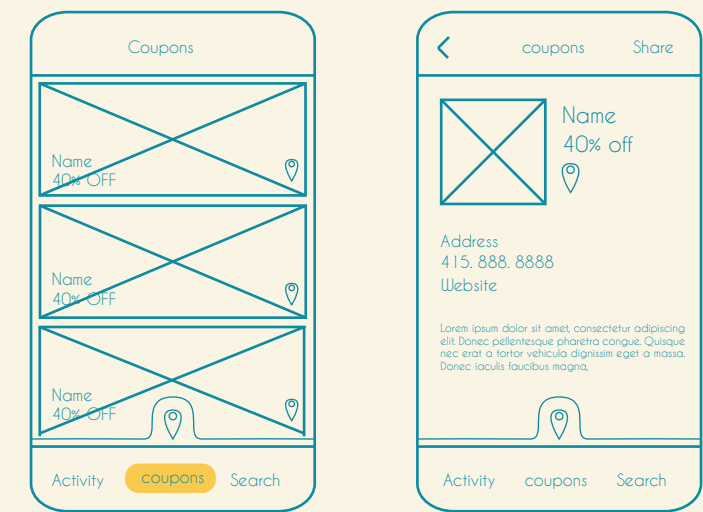 Coupons
Name
40% OFF
Name
40% OFF
Name
40% OFF
Activity coupons Search
coupons Share
Name
40% off
Address
415. 888. 8888
Website
Lorem ipsum dolor sit amet, consectetur adipiscing
elit. Donec pellentesque pharetra congue. Quisque
nec erat a tortor vehicula dignissim eget a massa.
Donec iaculis faucibus magna,
Activity coupons Search